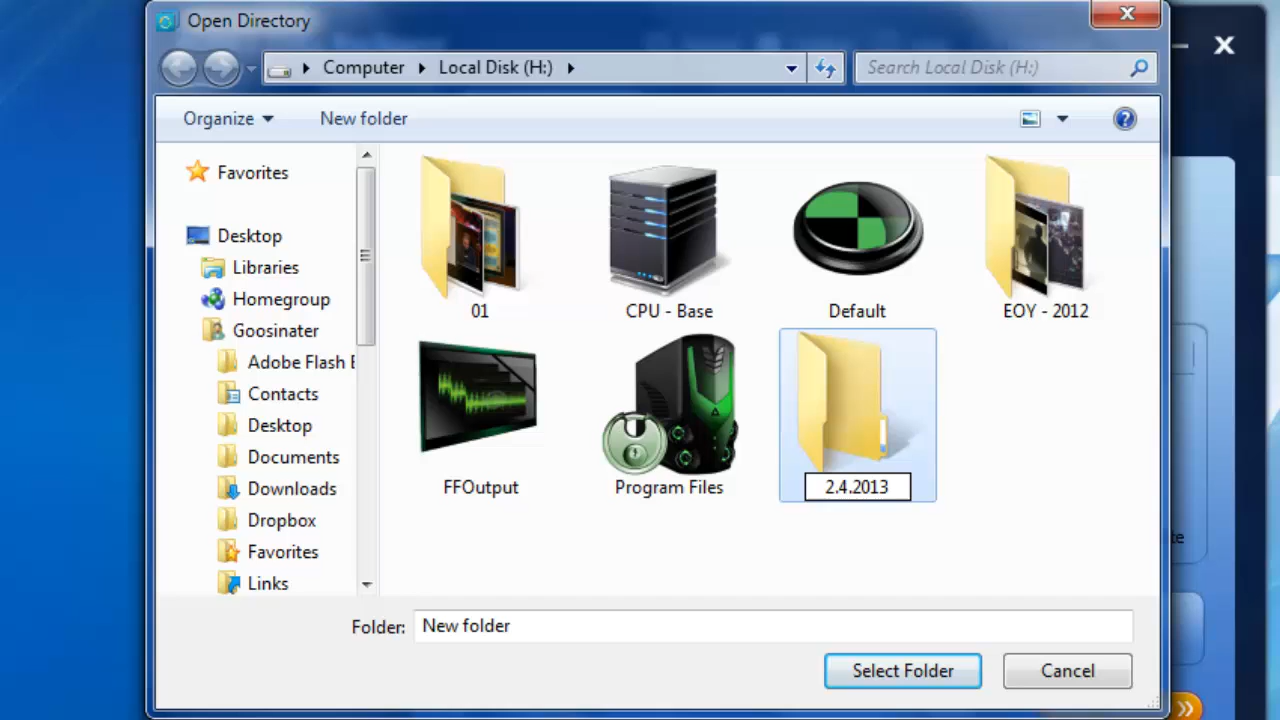 Open Directory
Computer Local Disk (H:)
Search Local Disk (H:)
Organize
New folder
Favorites
Desktop
Libraries
Homegroup
Goosinater
Adobe Flash
Contacts
Desktop
Documents
Downloads
Dropbox
Favorites
Links
01
CPU - Base
Default
EOY - 2012
FFOutput
Program Files
2.4.2013
Folder:
New folder
Select Folder
Cancel